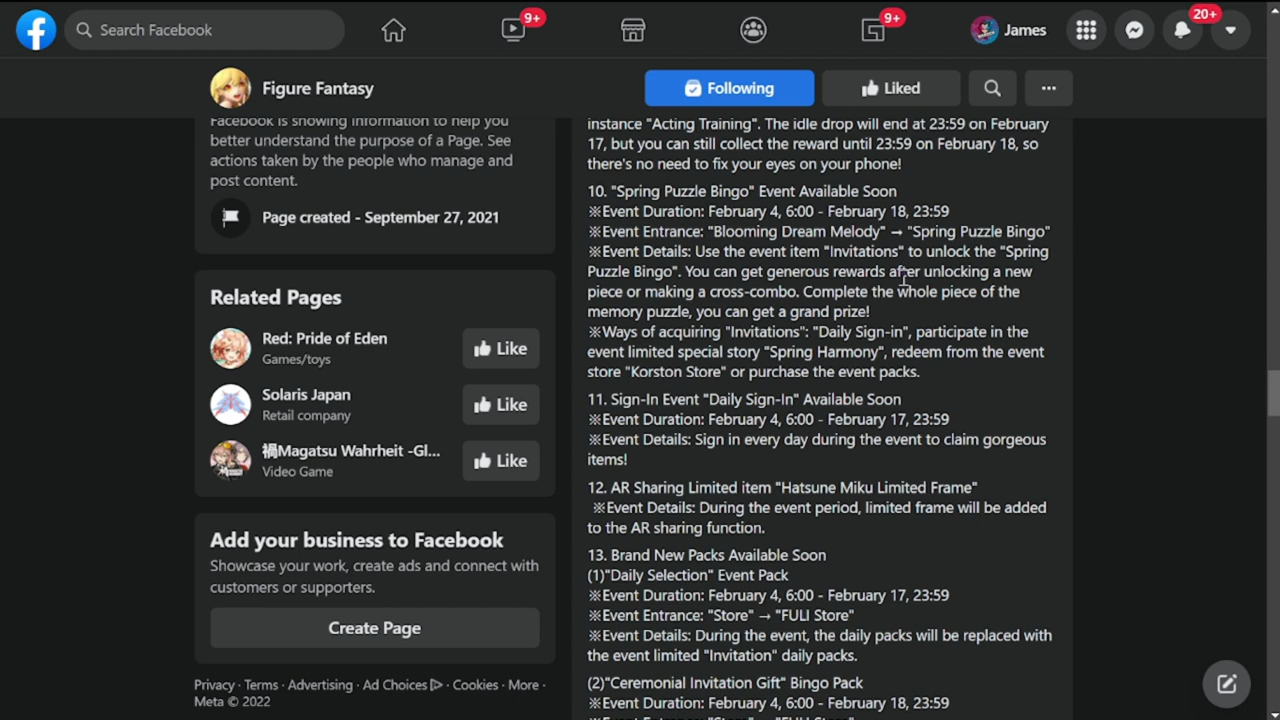 Search Facebook
9+
9+
James
20+
Figure Fantasy
Following
Liked
Facebook is showing information to help you
better understand the purpose of a Page. See
actions taken by the people who manage and
post content.
Page created - September 27, 2021
Related Pages
Red: Pride of Eden
Games/toys
Like
Solaris Japan
Retail company
Like
禍Magatsu Wahrheit -Gl...
Video Game
Like
Add your business to Facebook
Showcase your work, create ads and connect with
customers or supporters.
Create Page
Privacy · Terms · Advertising · Ad Choices · Cookies · More ·
Meta © 2022
instance "Acting Training". The idle drop will end at 23:59 on February
17, but you can still collect the reward until 23:59 on February 18, so
there's no need to fix your eyes on your phone!
10. "Spring Puzzle Bingo" Event Available Soon
※Event Duration: February 4, 6:00 - February 18, 23:59
※Event Entrance: "Blooming Dream Melody" → "Spring Puzzle Bingo"
※Event Details: Use the event item "Invitations" to unlock the "Spring
Puzzle Bingo". You can get generous rewards after unlocking a new
piece or making a cross-combo. Complete the whole piece of the
memory puzzle, you can get a grand prize!
※Ways of acquiring "Invitations": "Daily Sign-in", participate in the
event limited special story "Spring Harmony", redeem from the event
store "Korston Store" or purchase the event packs.
11. Sign-In Event "Daily Sign-In" Available Soon
※Event Duration: February 4, 6:00 - February 17, 23:59
※Event Details: Sign in every day during the event to claim gorgeous
items!
12. AR Sharing Limited item "Hatsune Miku Limited Frame"
※Event Details: During the event period, limited frame will be added
to the AR sharing function.
13. Brand New Packs Available Soon
(1)"Daily Selection" Event Pack
※Event Duration: February 4, 6:00 - February 17, 23:59
※Event Entrance: "Store" → "FULI Store"
※Event Details: During the event, the daily packs will be replaced with
the event limited "Invitation" daily packs.
(2)"Ceremonial Invitation Gift" Bingo Pack
※Event Duration: February 4, 6:00 - February 18, 23:59